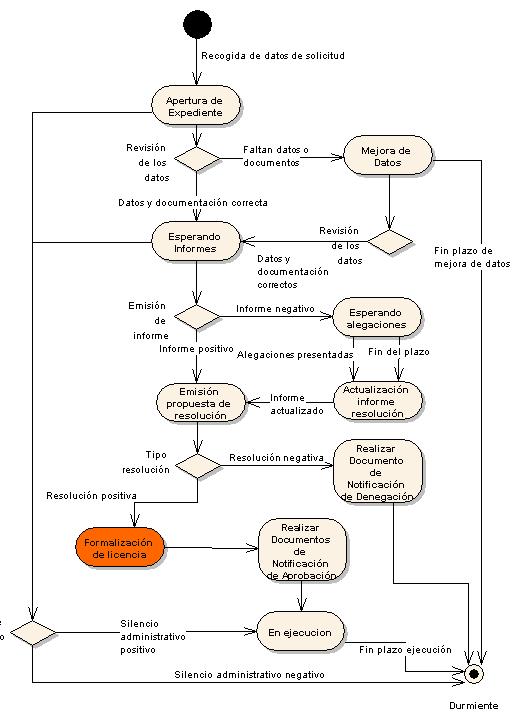 Recogida de datos de solicitud
Apertura de
Expediente
Revisión
de los
datos
Faltan datos o
documentos
Mejora de
Datos
Datos y documentación correcta
Esperando
Informes
Revisión
de los
datos
Datos y
documentación
correctos
Fin plazo de
mejora de datos
Emisión
de
informe
Informe negativo
Esperando
alegaciones
Informe positivo
Alegaciones presentadas
Fin del plazo
Emisión
propuesta de
resolución
Informe
actualizado
Actualización
informe
resolución
Tipo
resolución
Resolución negativa
Realizar
Documento
de
Notificación
de Denegación
Resolución positiva
Formalización
de licencia
Realizar
Documentos
de
Notificación
de Aprobación
Silencio
administrativo
positivo
En ejecucion
Fin plazo ejecución
Silencio administrativo negativo
Durmiente